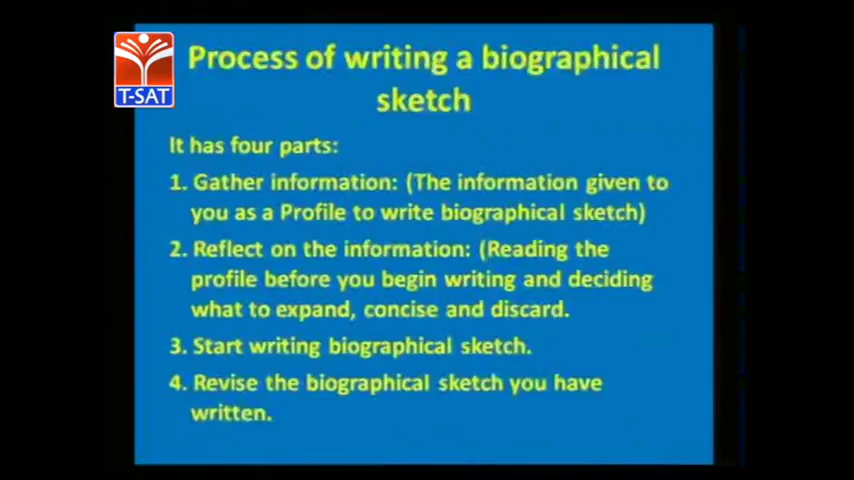 T-SAT
Process of writing a biographical
sketch
It has four parts:
1. Gather information: (The information given to
you as a Profile to write biographical sketch)
2. Reflect on the information: (Reading the
profile before you begin writing and deciding
what to expand, concise and discard.
3. Start writing biographical sketch.
4. Revise the biographical sketch you have
written.